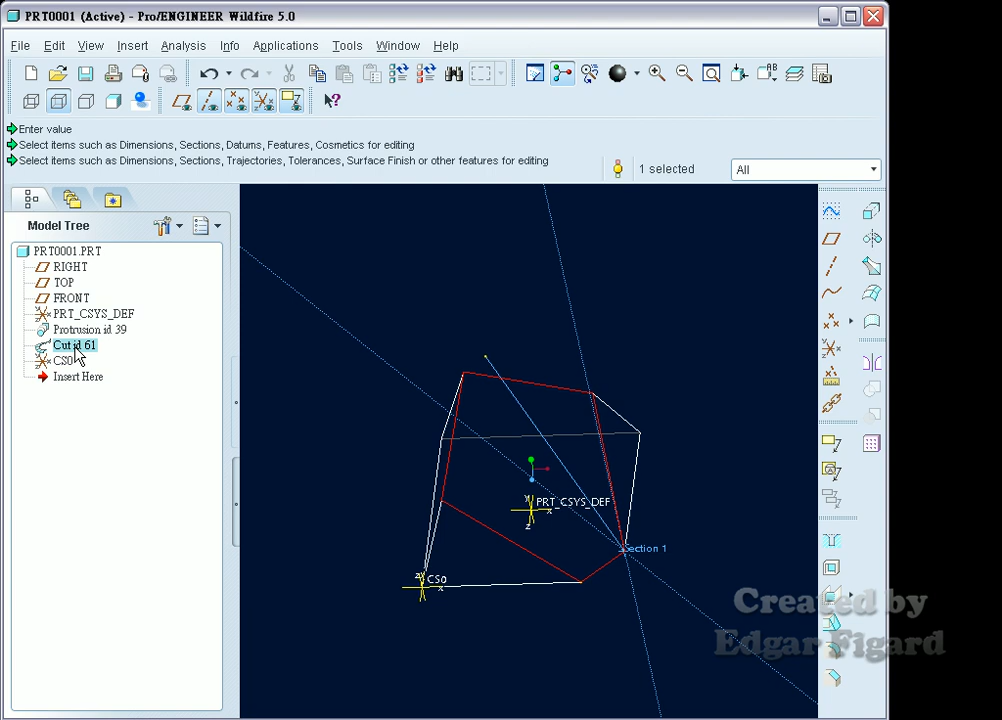 PRT0001 (Active) - Pro/ENGINEER Wildfire 5.0
File Edit View Insert Analysis Info Applications Tools Window Help
Enter value
Select items such as Dimensions, Sections, Datums, Features, Cosmetics for editing
Select items such as Dimensions, Sections, Trajectories, Tolerances, Surface Finish or other features for editing
1 selected
All
Model Tree
PRT0001.PRT
RIGHT
TOP
FRONT
PRT_CSYS_DEF
Protrusion id 39
Cut id 61
CS0
Insert Here
PRT_CSYS_DEF
Y
X
Z
Section 1
CS0
Z
X
Created by
Edgar Figard